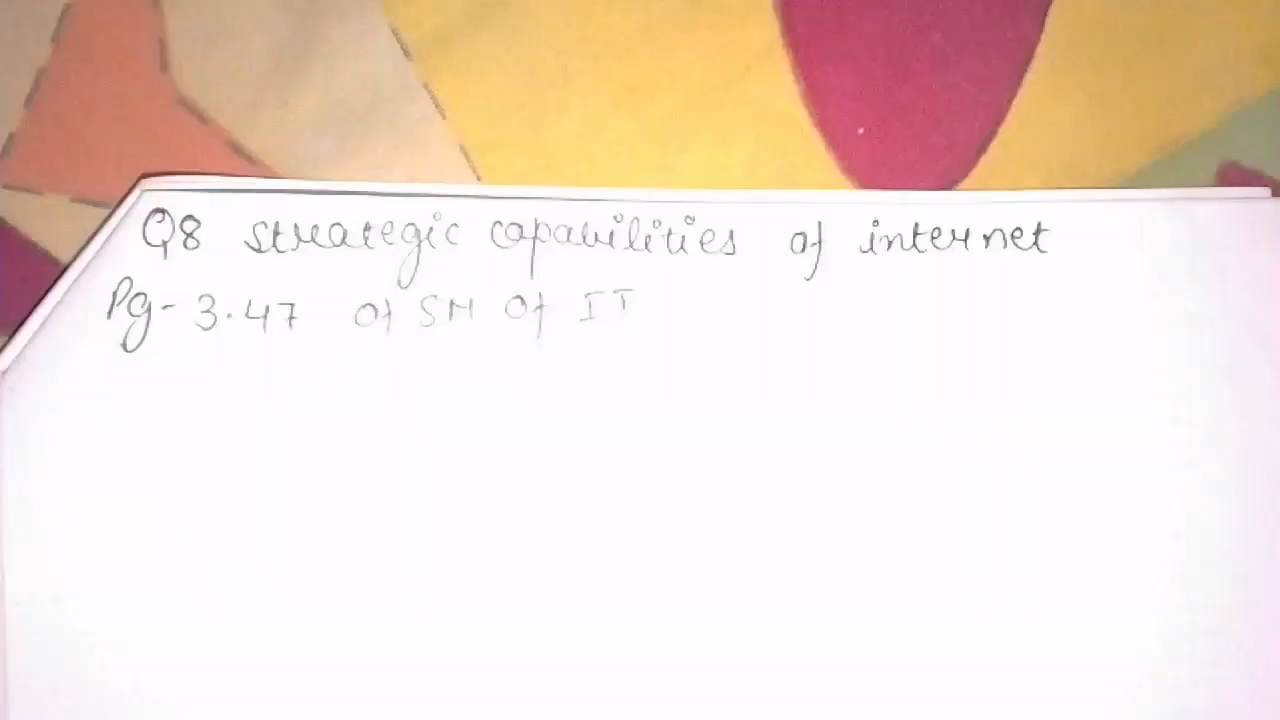 Q8 strategic capabilities of internet
Pg- 3.47 of SM of IT